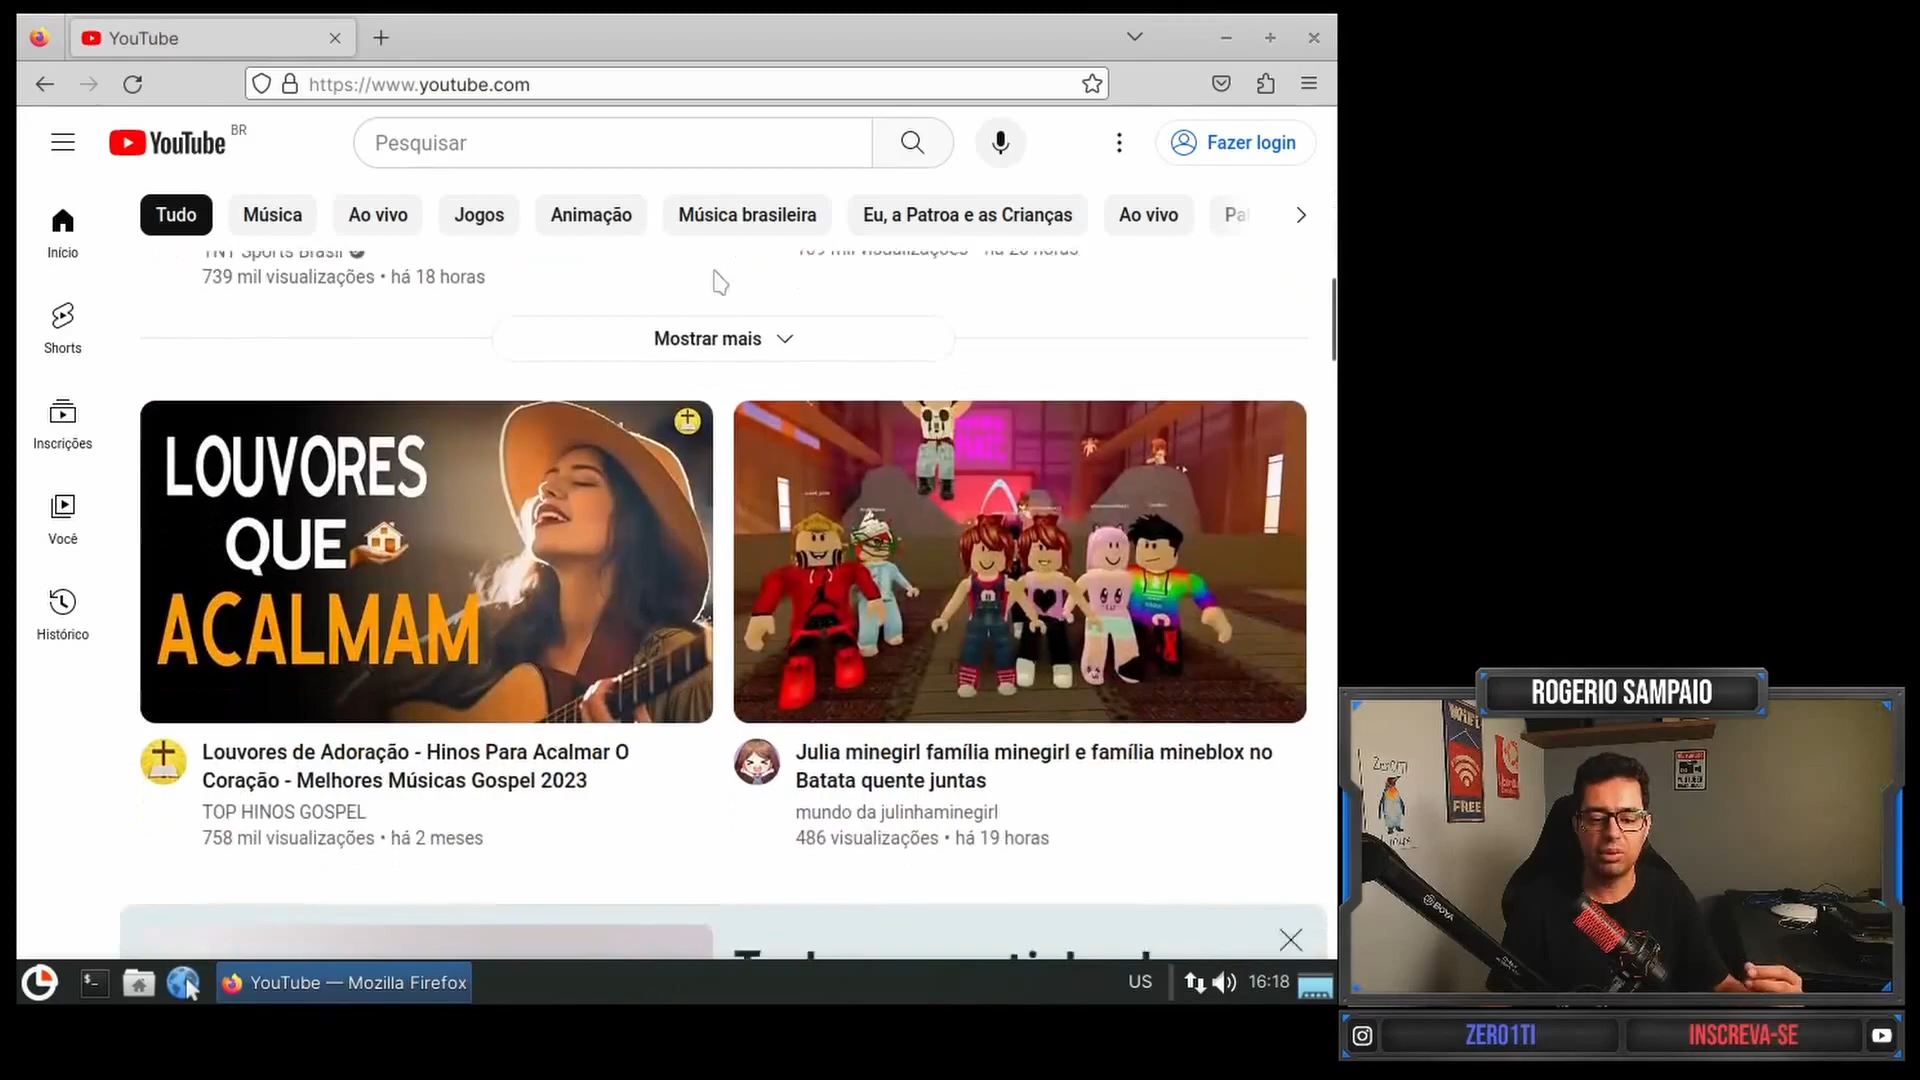 YouTube
https://www.youtube.com
YouTube BR
Pesquisar
Fazer login
Tudo
Música
Ao vivo
Jogos
Animação
Música brasileira
Eu, a Patroa e as Crianças
Ao vivo
Início
Shorts
Inscrições
Você
Histórico
TNT Sports Brasil
739 mil visualizações • há 18 horas
Mostrar mais
LOUVORES
QUE
ACALMAM
Louvores de Adoração - Hinos Para Acalmar O
Coração - Melhores Músicas Gospel 2023
TOP HINOS GOSPEL
758 mil visualizações • há 2 meses
Julia minegirl família minegirl e família mineblox no
Batata quente juntas
mundo da julinhaminegirl
486 visualizações • há 19 horas
YouTube — Mozilla Firefox
US
16:18
ROGERIO SAMPAIO
FREE
BOYA
ZERO1TI
INSCREVA-SE